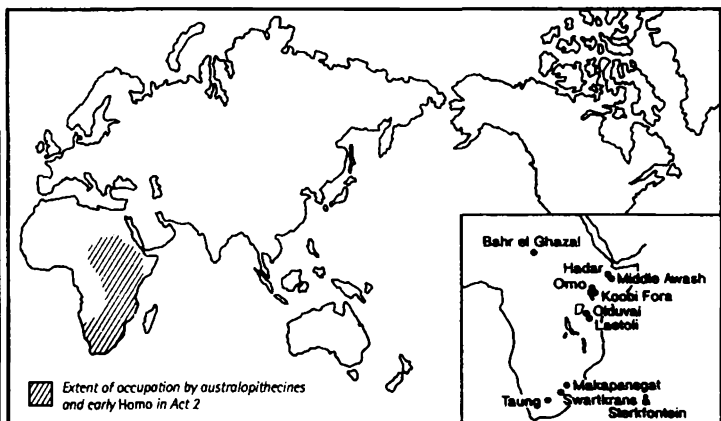 Bahr el Ghazal
Hadar
Middle Awash
Omo
Koobi Fora
Olduvai
Laetoli
Makapansgat
Swartkrans &
Sterkfontein
Taung
Extent of occupation by australopithecines
and early Homo in Act 2